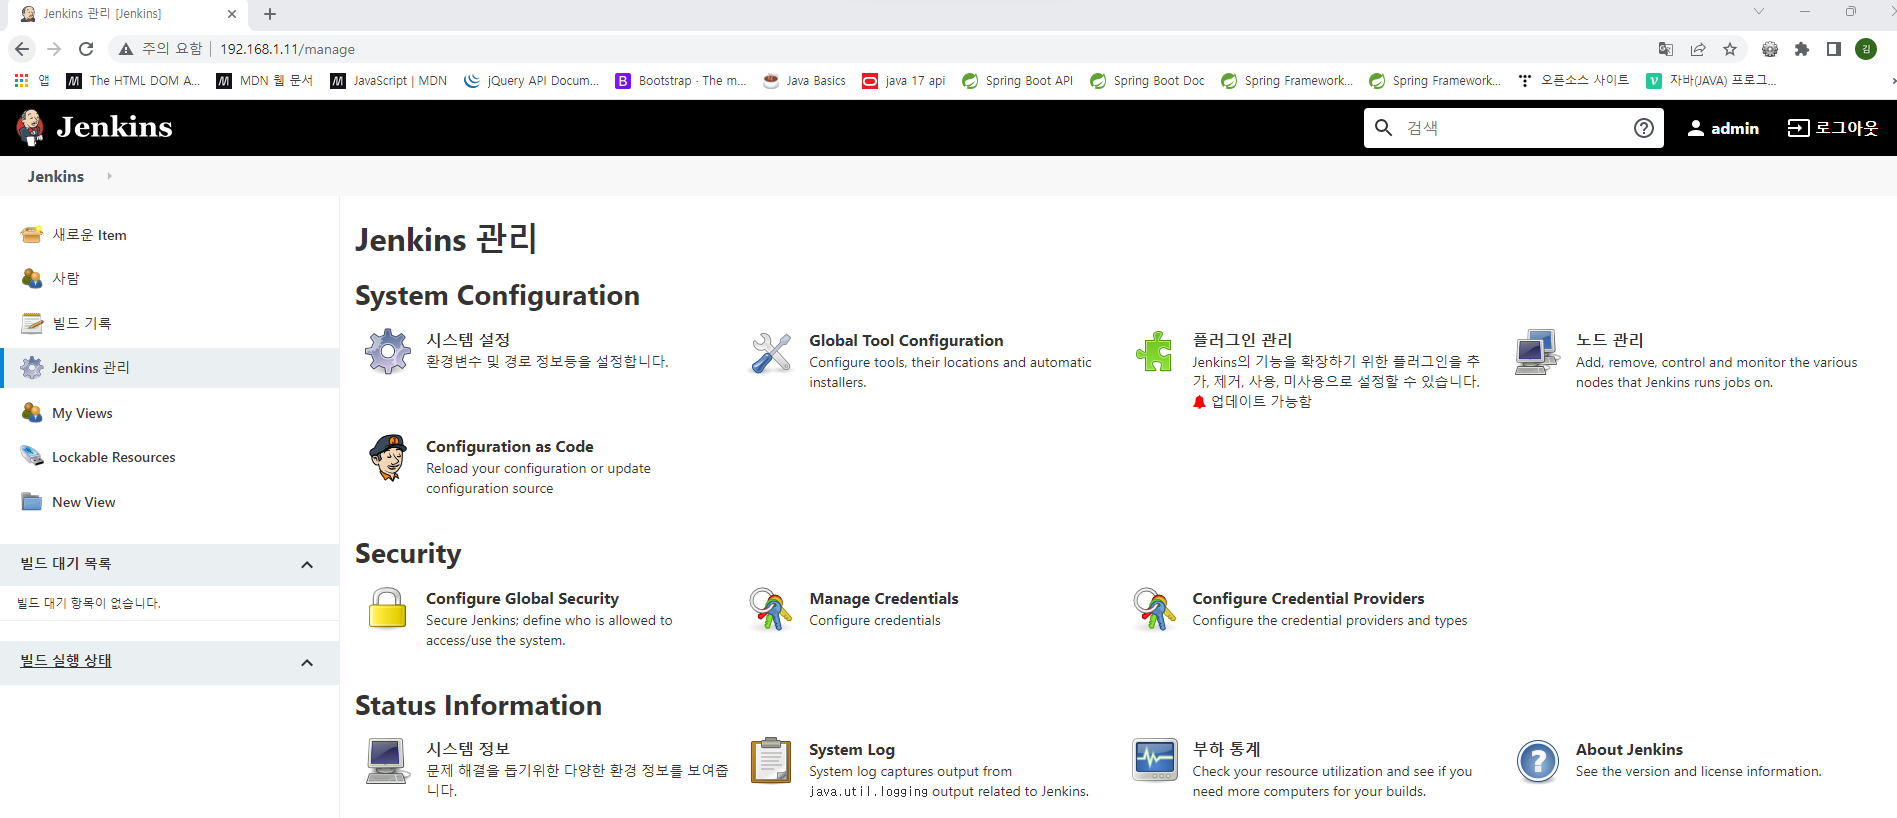 Jenkins 관리 [Jenkins]
주의 요함 | 192.168.1.11/manage
김
앱
The HTML DOM A...
MDN 웹 문서
JavaScript | MDN
jQuery API Docum...
Bootstrap · The m...
Java Basics
java 17 api
Spring Boot API
Spring Boot Doc
Spring Framework...
Spring Framework...
오픈소스 사이트
자바(JAVA) 프로그...
Jenkins
검색
admin
로그아웃
Jenkins
새로운 Item
사람
빌드 기록
Jenkins 관리
My Views
Lockable Resources
New View
빌드 대기 목록
빌드 대기 항목이 없습니다.
빌드 실행 상태
Jenkins 관리
System Configuration
시스템 설정
환경변수 및 경로 정보등을 설정합니다.
Global Tool Configuration
Configure tools, their locations and automatic
installers.
플러그인 관리
Jenkins의 기능을 확장하기 위한 플러그인을 추
가, 제거, 사용, 미사용으로 설정할 수 있습니다.
업데이트 가능함
노드 관리
Add, remove, control and monitor the various
nodes that Jenkins runs jobs on.
Configuration as Code
Reload your configuration or update
configuration source
Security
Configure Global Security
Secure Jenkins; define who is allowed to
access/use the system.
Manage Credentials
Configure credentials
Configure Credential Providers
Configure the credential providers and types
Status Information
시스템 정보
문제 해결을 돕기위한 다양한 환경 정보를 보여줍
니다.
System Log
System log captures output from
java.util.logging output related to Jenkins.
부하 통계
Check your resource utilization and see if you
need more computers for your builds.
About Jenkins
See the version and license information.